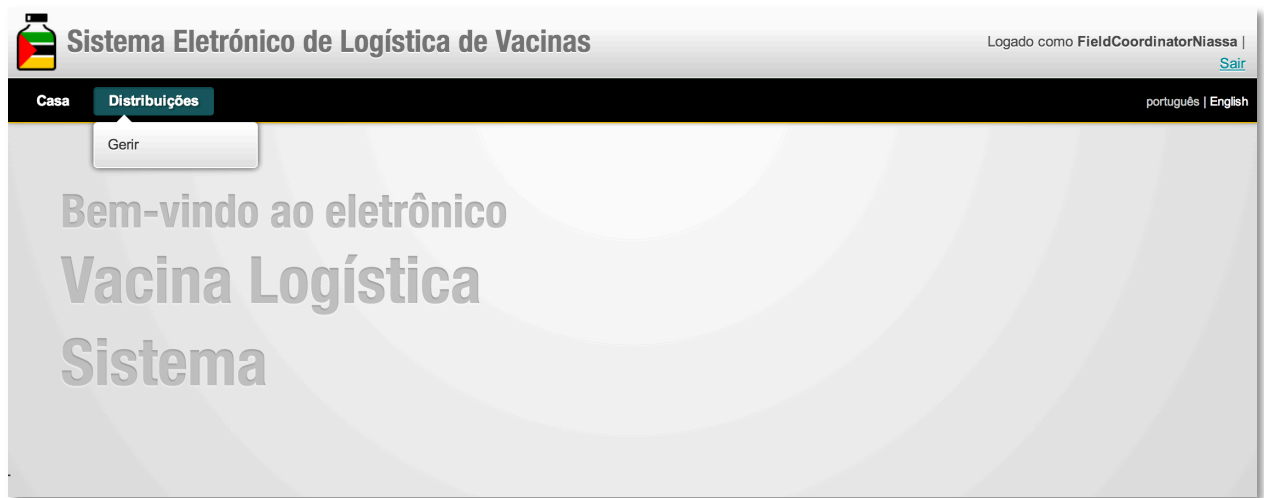 Sistema Eletrónico de Logística de Vacinas
Logado como FieldCoordinatorNiassa |
Sair
Casa Distribuições
português | English
Gerir
Bem-vindo ao eletrônico
Vacina Logística
Sistema